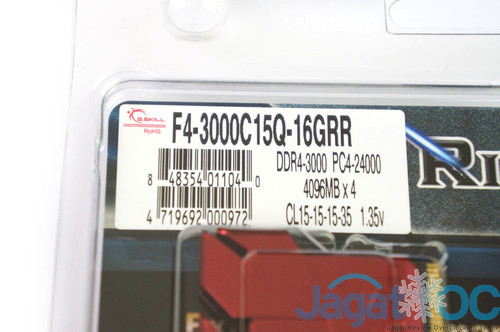 G.SKILL
RoHS
F4-3000C15Q-16GRR
DDR4-3000 PC4-24000
4096MB x 4
8 48354 01104 0
4 719692 000972
CL15-15-15-35 1.35v
JagatOC